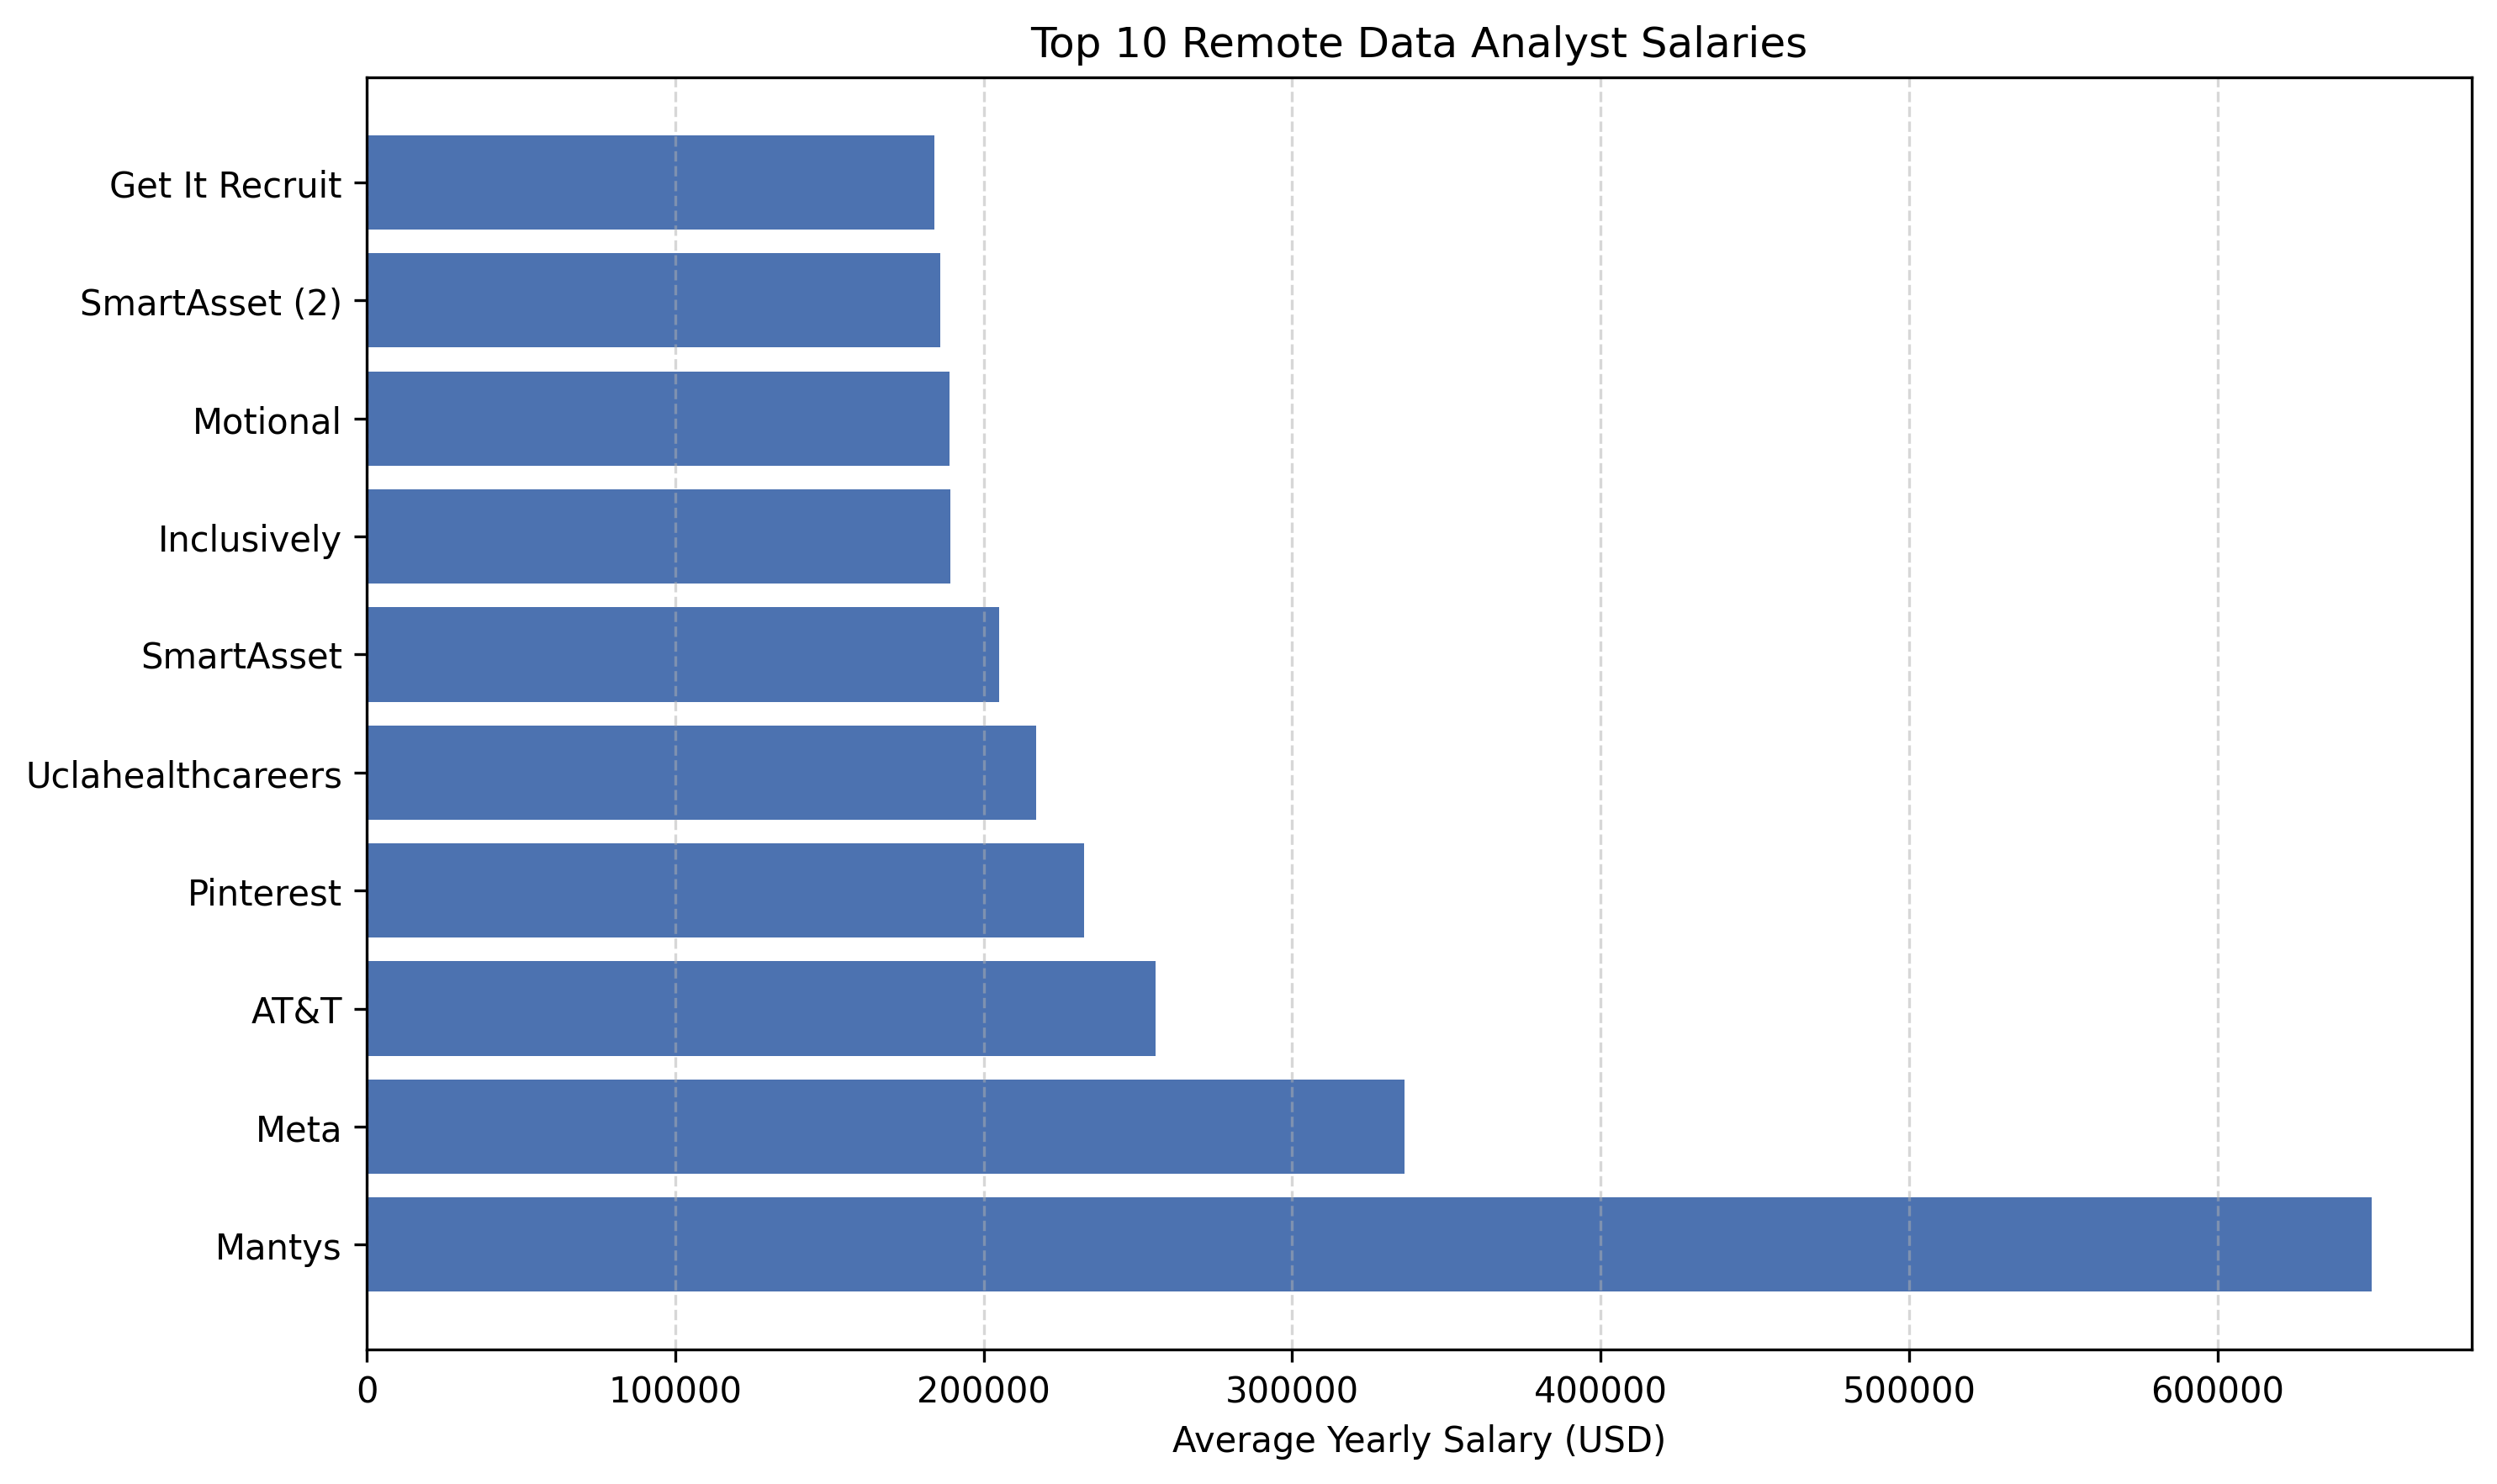 Top 10 Remote Data Analyst Salaries
Get It Recruit
SmartAsset (2)
Motional
Inclusively
SmartAsset
Uclahealthcareers
Pinterest
AT&T
Meta
Mantys
0 100000 200000 300000 400000 500000 600000
Average Yearly Salary (USD)